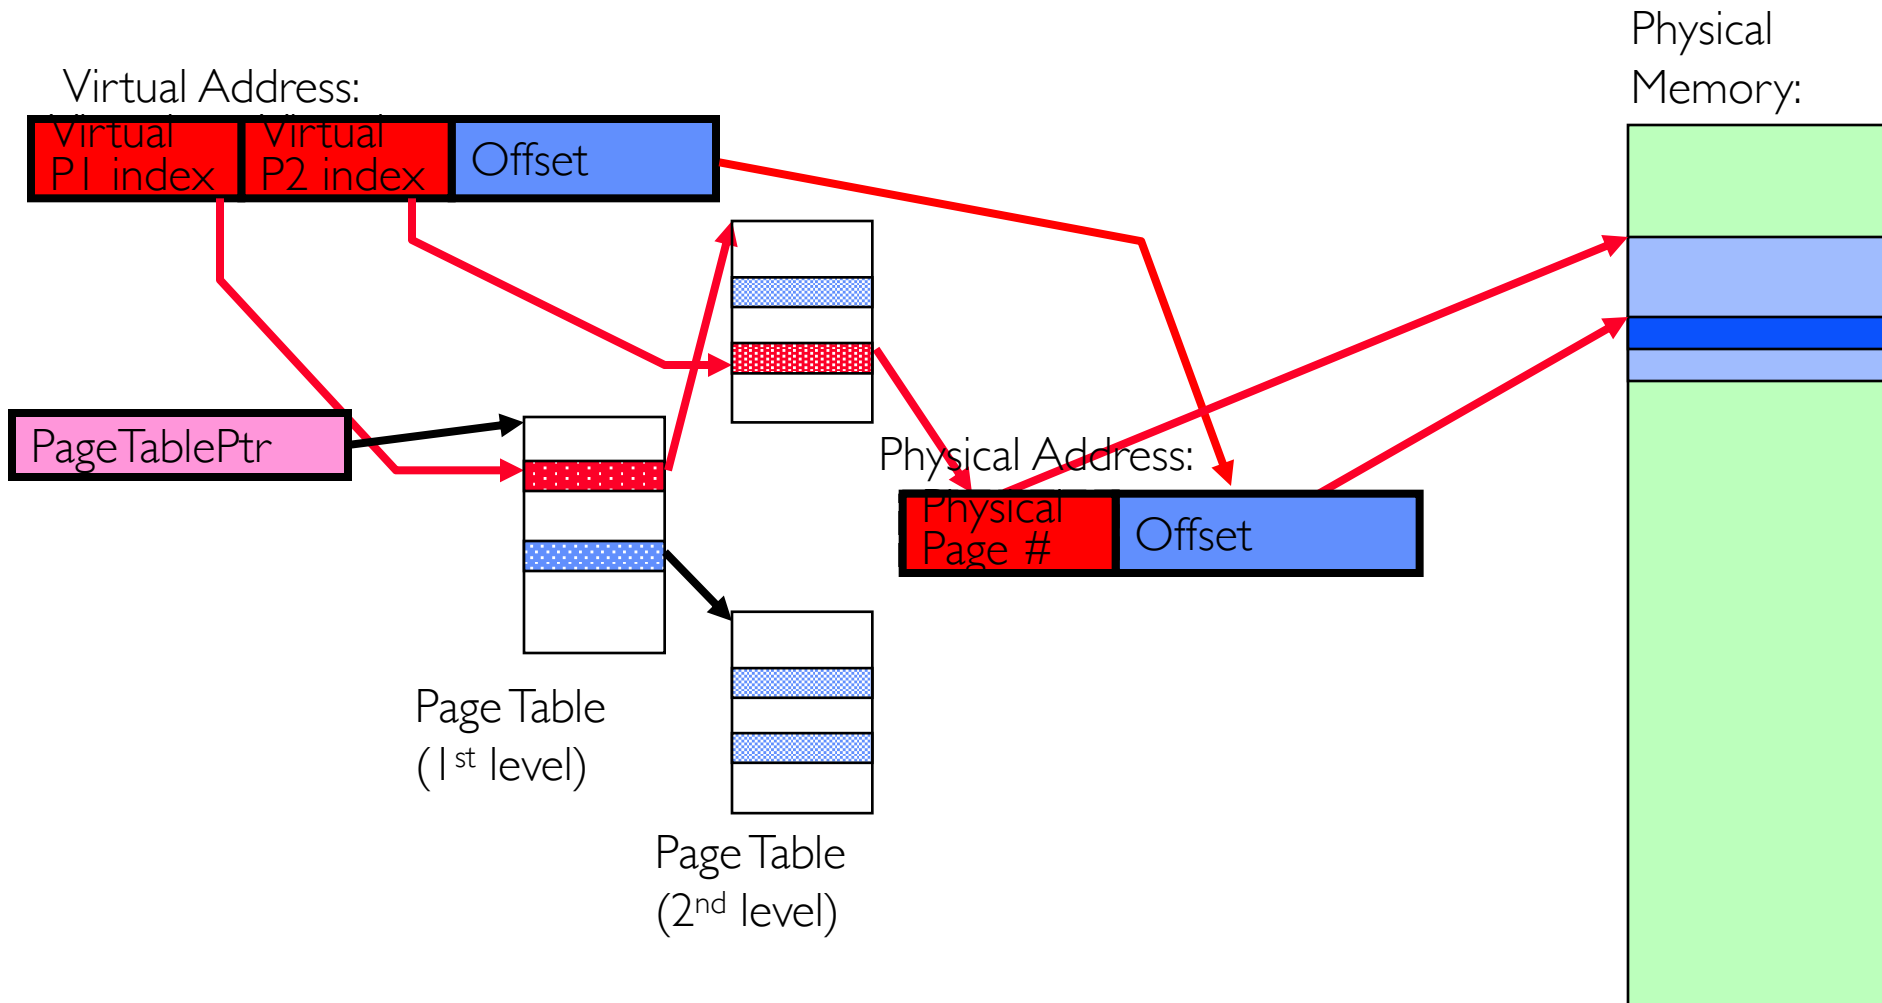 Physical
Memory:
Virtual Address:
Virtual
P1 index
Virtual
P2 index
Offset
PageTablePtr
Physical Address:
Physical
Page #
Offset
Page Table
(1st level)
Page Table
(2nd level)